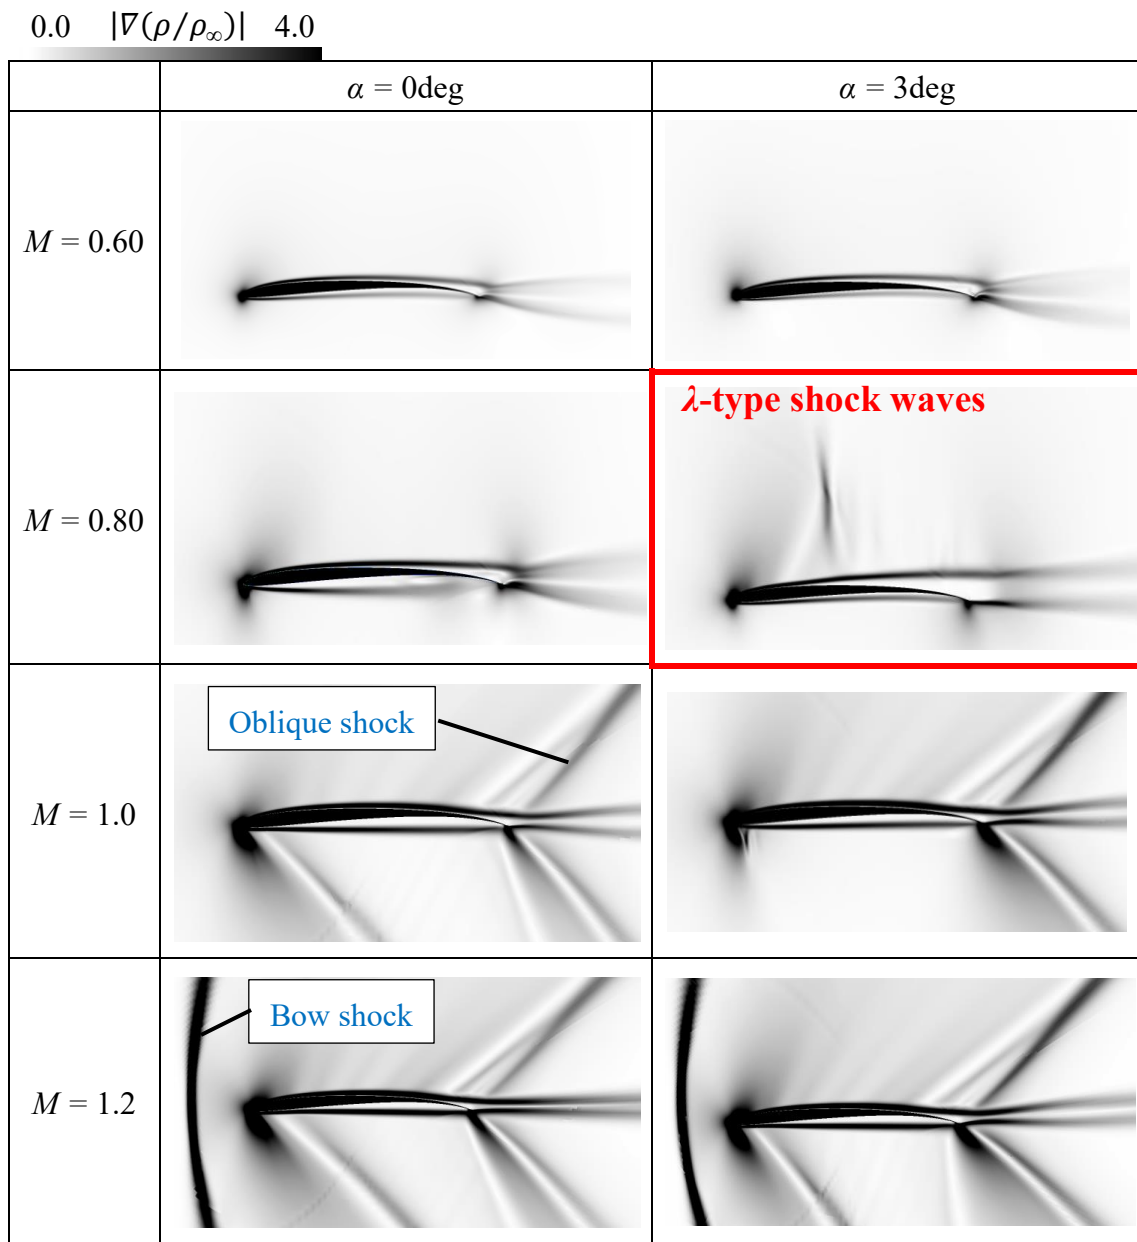 0.0 |∇(ρ/ρ∞)| 4.0
α = 0deg α = 3deg
M = 0.60
M = 0.80
λ-type shock waves
M = 1.0
Oblique shock
M = 1.2
Bow shock